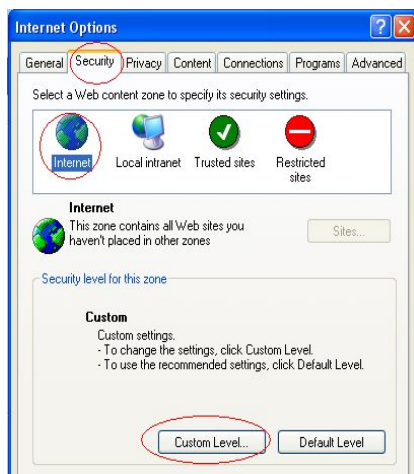 Internet Options
General Security Privacy Content Connections Programs Advanced
Select a Web content zone to specify its security settings.
Internet Local intranet Trusted sites Restricted sites
Internet
This zone contains all Web sites you
haven't placed in other zones
Sites...
Security level for this zone
Custom
Custom settings.
- To change the settings, click Custom Level.
- To use the recommended settings, click Default Level.
Custom Level... Default Level